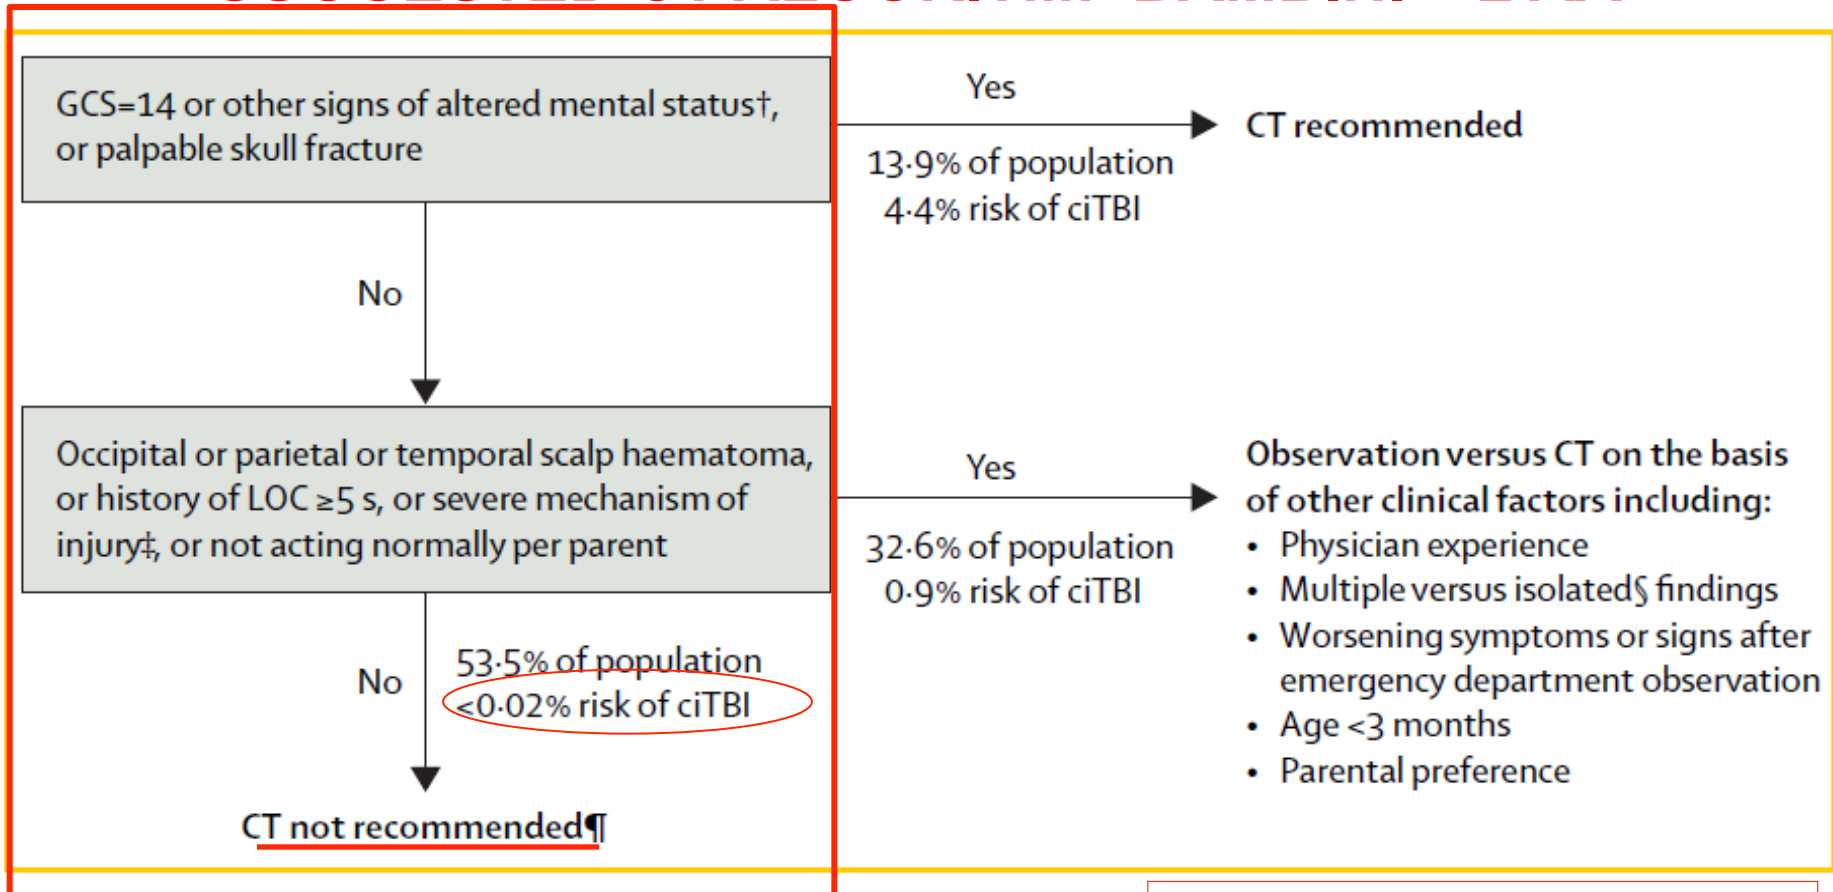 GCS=14 or other signs of altered mental status†,
or palpable skull fracture
Yes
13·9% of population
4·4% risk of ciTBI
CT recommended
No
Occipital or parietal or temporal scalp haematoma,
or history of LOC ≥5 s, or severe mechanism of
injury‡, or not acting normally per parent
Yes
32·6% of population
0·9% risk of ciTBI
Observation versus CT on the basis
of other clinical factors including:
• Physician experience
• Multiple versus isolated§ findings
• Worsening symptoms or signs after
emergency department observation
• Age <3 months
• Parental preference
No
53·5% of population
<0·02% risk of ciTBI
CT not recommended¶